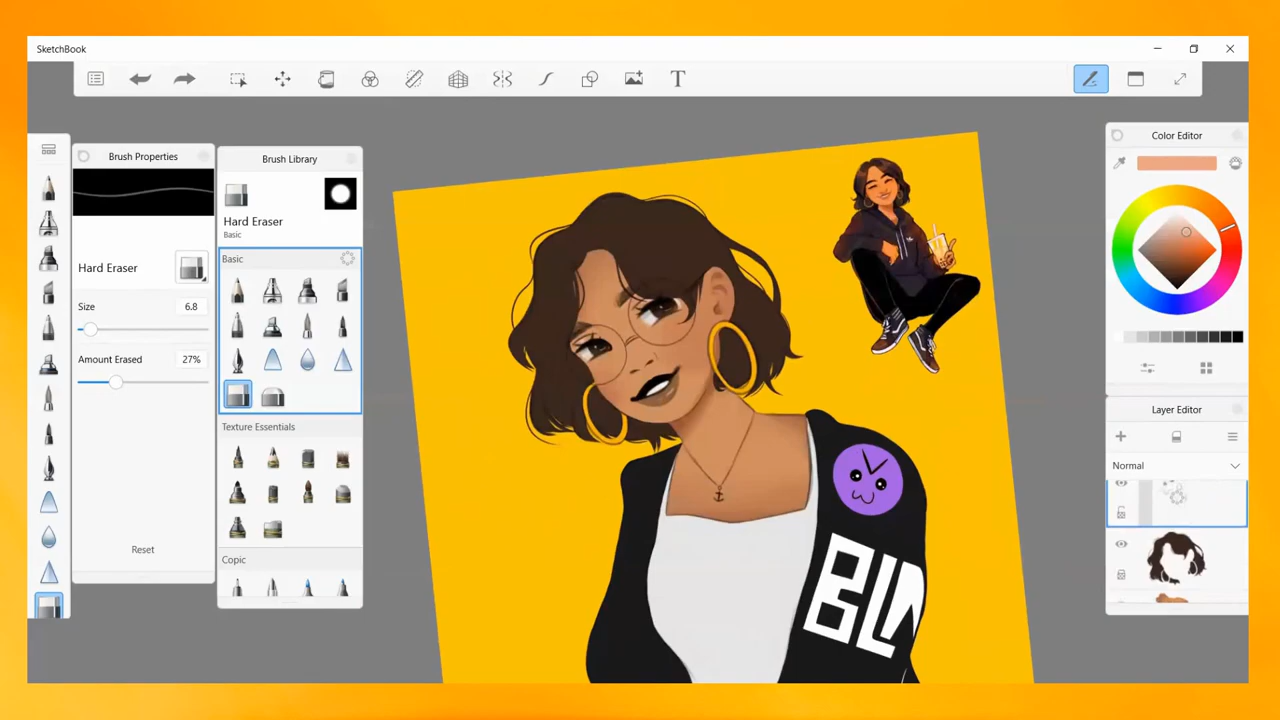 SketchBook
T
Brush Properties
Hard Eraser
Size
6.8
Amount Erased
27%
Reset
Brush Library
Hard Eraser
Basic
Basic
Texture Essentials
Copic
BLN
Color Editor
Layer Editor
Normal